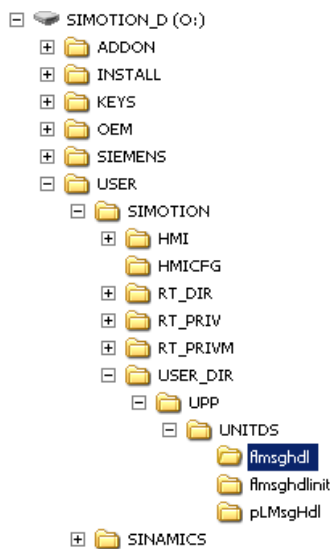 SIMOTION_D (O:)
ADDON
INSTALL
KEYS
OEM
SIEMENS
USER
SIMOTION
HMI
HMICFG
RT_DIR
RT_PRIV
RT_PRIVM
USER_DIR
UPP
UNITDS
flmsghdl
flmsghdlinit
pLMsgHdl
SINAMICS